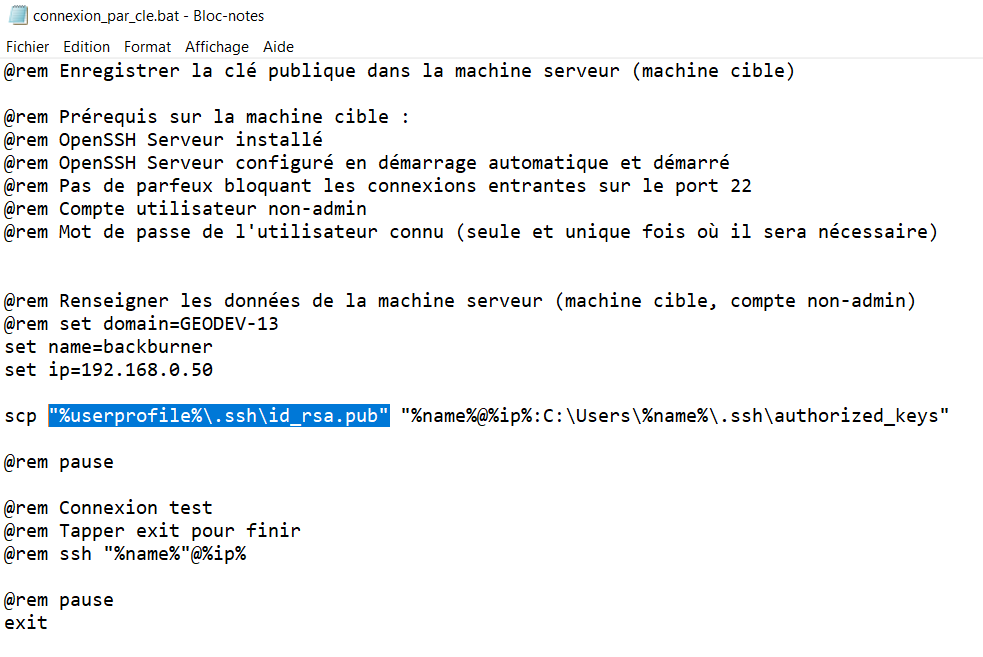 connexion_par_cle.bat - Bloc-notes
Fichier Edition Format Affichage Aide
@rem Enregistrer la clé publique dans la machine serveur (machine cible)
@rem Prérequis sur la machine cible :
@rem OpenSSH Serveur installé
@rem OpenSSH Serveur configuré en démarrage automatique et démarré
@rem Pas de parfeux bloquant les connexions entrantes sur le port 22
@rem Compte utilisateur non-admin
@rem Mot de passe de l'utilisateur connu (seule et unique fois où il sera nécessaire)
@rem Renseigner les données de la machine serveur (machine cible, compte non-admin)
@rem set domain=GEODEV-13
set name=backburner
set ip=192.168.0.50
scp "%userprofile%\.ssh\id_rsa.pub" "%name%@%ip%:C:\Users\%name%\.ssh\authorized_keys"
@rem pause
@rem Connexion test
@rem Tapper exit pour finir
@rem ssh "%name%"@%ip%
@rem pause
exit